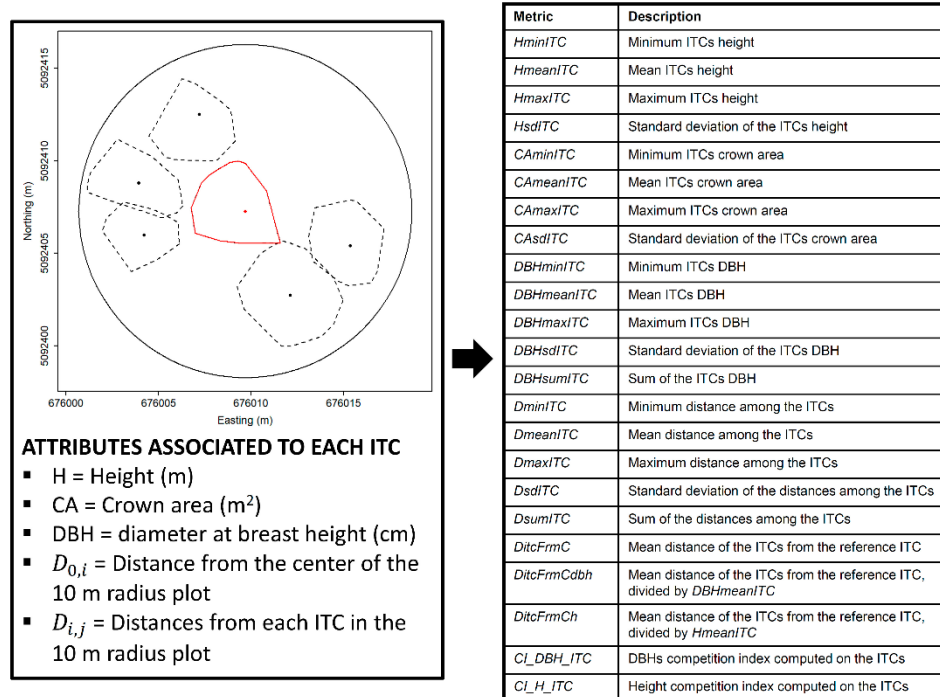 5092415
5092410
5092405
5092400
Northing (m)
676000 676005 676010 676015
Easting (m)
ATTRIBUTES ASSOCIATED TO EACH ITC
▪ H = Height (m)
▪ CA = Crown area (m²)
▪ DBH = diameter at breast height (cm)
▪ D₀,ᵢ = Distance from the center of the
10 m radius plot
▪ Dᵢ,ⱼ = Distances from each ITC in the
10 m radius plot
Metric Description
HminITC Minimum ITCs height
HmeanITC Mean ITCs height
HmaxITC Maximum ITCs height
HsdITC Standard deviation of the ITCs height
CAminITC Minimum ITCs crown area
CAmeanITC Mean ITCs crown area
CAmaxITC Maximum ITCs crown area
CAsdITC Standard deviation of the ITCs crown area
DBHminITC Minimum ITCs DBH
DBHmeanITC Mean ITCs DBH
DBHmaxITC Maximum ITCs DBH
DBHsdITC Standard deviation of the ITCs DBH
DBHsumITC Sum of the ITCs DBH
DminITC Minimum distance among the ITCs
DmeanITC Mean distance among the ITCs
DmaxITC Maximum distance among the ITCs
DsdITC Standard deviation of the distances among the ITCs
DsumITC Sum of the distances among the ITCs
DitcFrmC Mean distance of the ITCs from the reference ITC
DitcFrmCdbh Mean distance of the ITCs from the reference ITC,
divided by DBHmeanITC
DitcFrmCh Mean distance of the ITCs from the reference ITC,
divided by HmeanITC
CI_DBH_ITC DBHs competition index computed on the ITCs
CI_H_ITC Height competition index computed on the ITCs